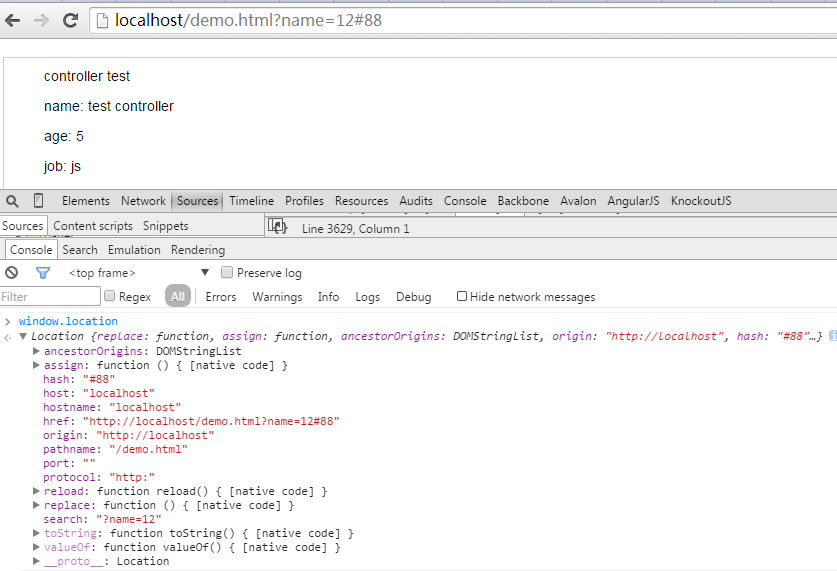 localhost/demo.html?name=12#88
controller test
name: test controller
age: 5
job: js
Elements Network Sources Timeline Profiles Resources Audits Console Backbone Avalon AngularJS KnockoutJS
Sources Content scripts Snippets
{} Line 3629, Column 1
Console Search Emulation Rendering
<top frame> ▼ Preserve log
Filter Regex All Errors Warnings Info Logs Debug Hide network messages
> window.location
▼ Location {replace: function, assign: function, ancestorOrigins: DOMStringList, origin: "http://localhost", hash: "#88"…}
▶ ancestorOrigins: DOMStringList
▶ assign: function () { [native code] }
hash: "#88"
host: "localhost"
hostname: "localhost"
href: "http://localhost/demo.html?name=12#88"
origin: "http://localhost"
pathname: "/demo.html"
port: ""
protocol: "http:"
▶ reload: function reload() { [native code] }
▶ replace: function () { [native code] }
search: "?name=12"
▶ toString: function toString() { [native code] }
▶ valueOf: function valueOf() { [native code] }
▶ __proto__: Location